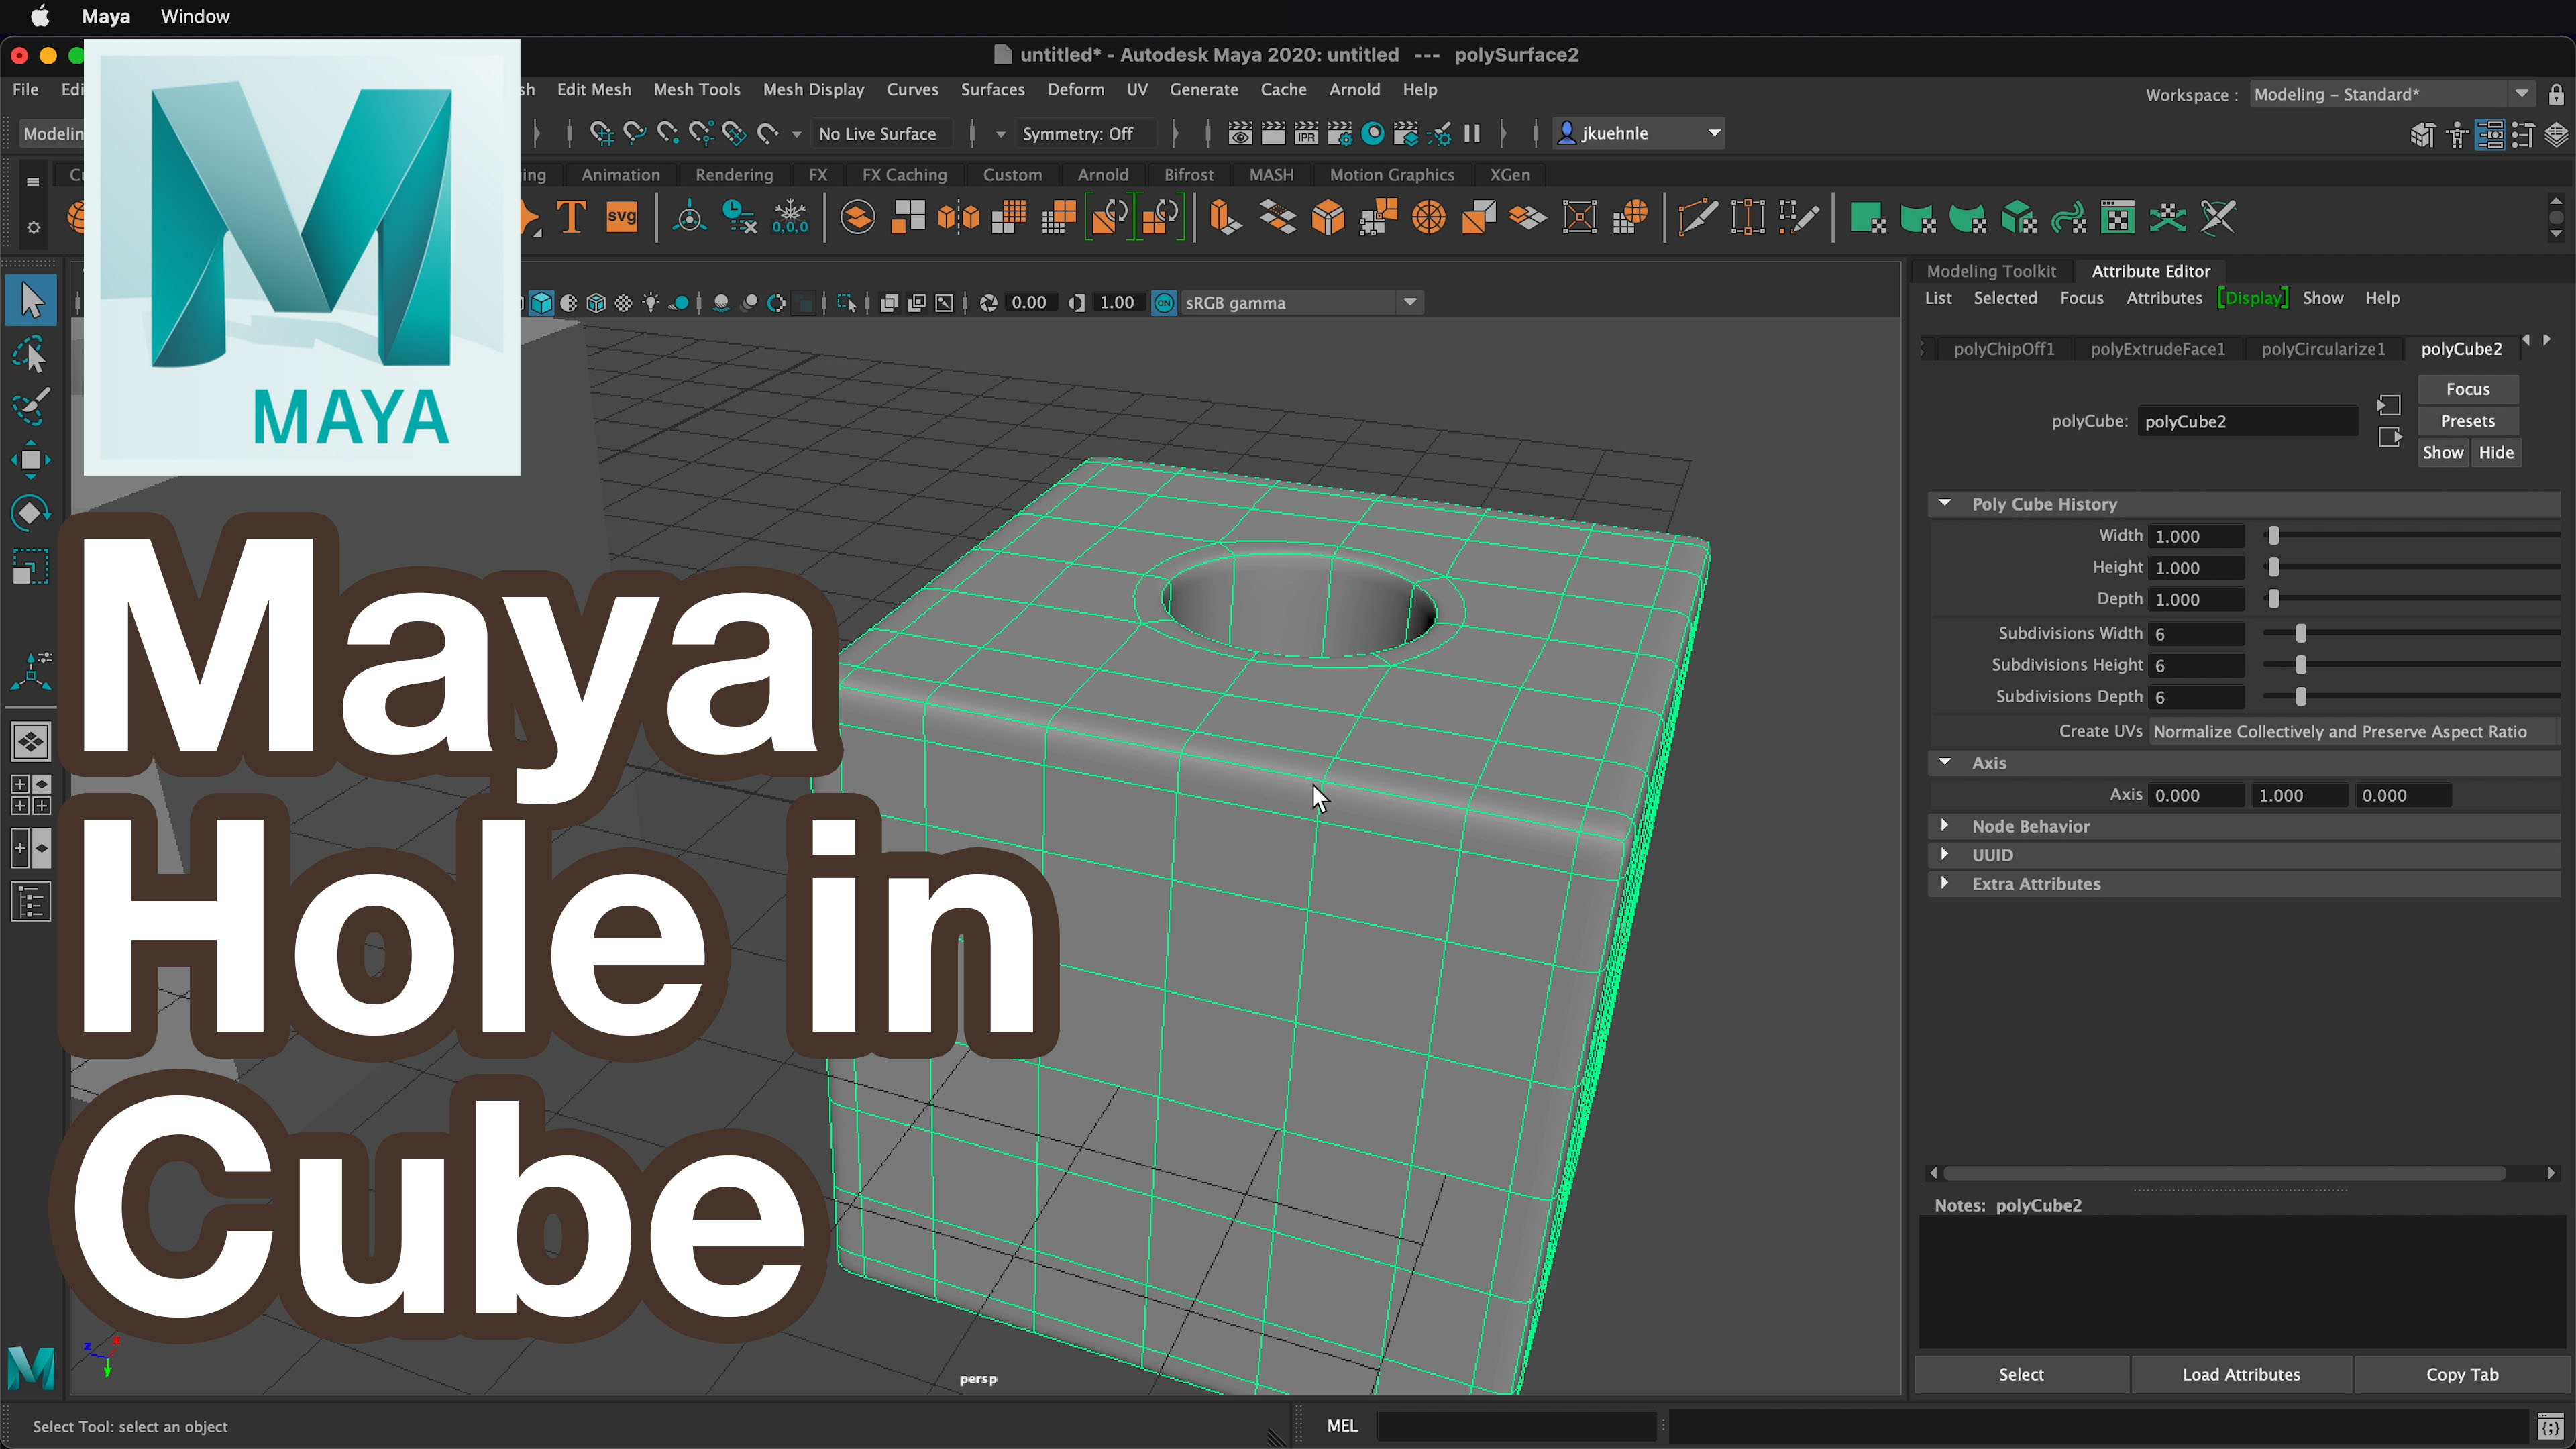 Maya Window
untitled* - Autodesk Maya 2020: untitled --- polySurface2
File Edi sh Edit Mesh Mesh Tools Mesh Display Curves Surfaces Deform UV Generate Cache Arnold Help
Workspace : Modeling - Standard*
Modelin No Live Surface Symmetry: Off IPR jkuehnle
Animation Rendering FX FX Caching Custom Arnold Bifrost MASH Motion Graphics XGen
T svg 0,0,0
Modeling Toolkit Attribute Editor
List Selected Focus Attributes Display Show Help
0.00 1.00 ON sRGB gamma
polyChipOff1 polyExtrudeFace1 polyCircularize1 polyCube2
MAYA
polyCube: polyCube2
Focus
Presets
Show Hide
Poly Cube History
Width 1.000
Height 1.000
Depth 1.000
Subdivisions Width 6
Subdivisions Height 6
Subdivisions Depth 6
Create UVs Normalize Collectively and Preserve Aspect Ratio
Axis
Axis 0.000 1.000 0.000
Node Behavior
UUID
Extra Attributes
Maya
Hole in
Cube
Notes: polyCube2
z x
persp
Select Load Attributes Copy Tab
Select Tool: select an object
MEL